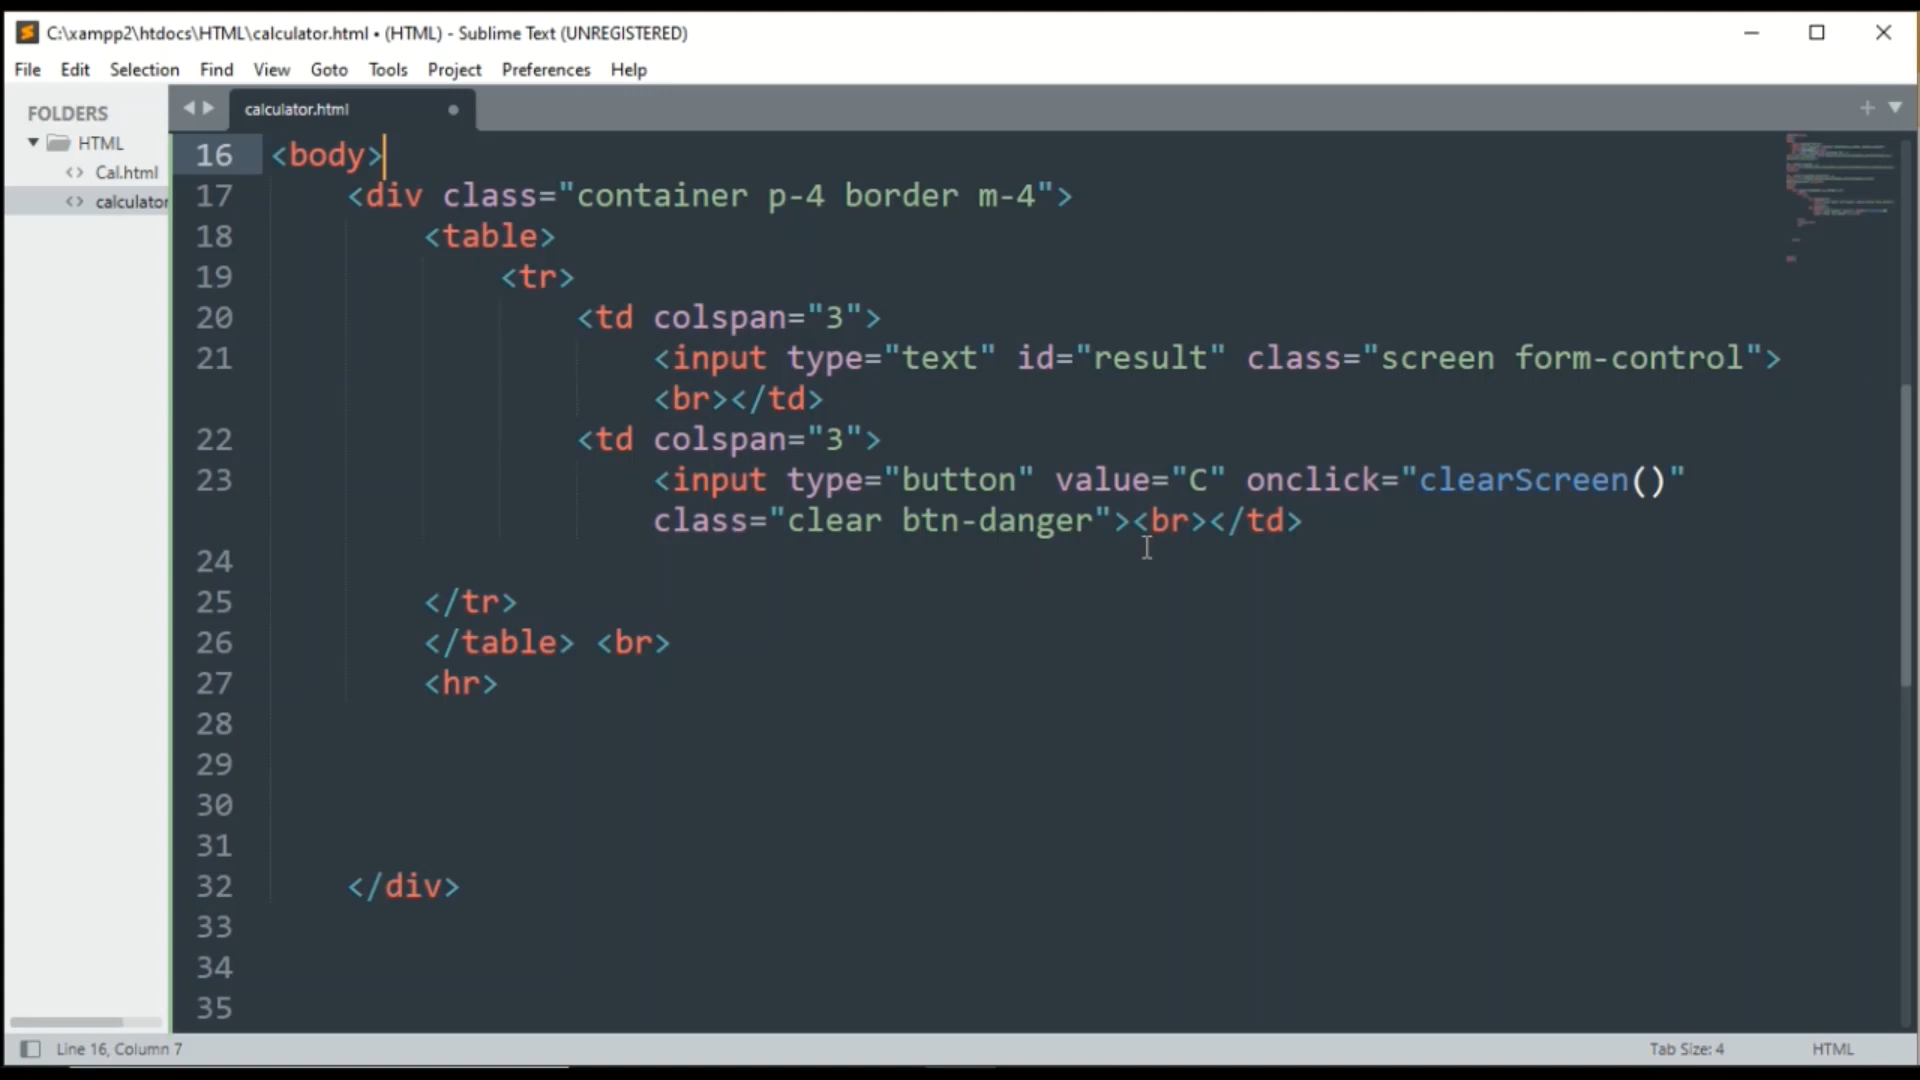 C:\xampp2\htdocs\HTML\calculator.html • (HTML) - Sublime Text (UNREGISTERED)
File Edit Selection Find View Goto Tools Project Preferences Help
FOLDERS
HTML
Cal.html
calculator
calculator.html
16 <body>
17 <div class="container p-4 border m-4">
18 <table>
19 <tr>
20 <td colspan="3">
21 <input type="text" id="result" class="screen form-control">
<br></td>
22 <td colspan="3">
23 <input type="button" value="C" onclick="clearScreen()"
class="clear btn-danger"><br></td>
24
25 </tr>
26 </table> <br>
27 <hr>
28
29
30
31
32 </div>
33
34
35
Line 16, Column 7
Tab Size: 4
HTML